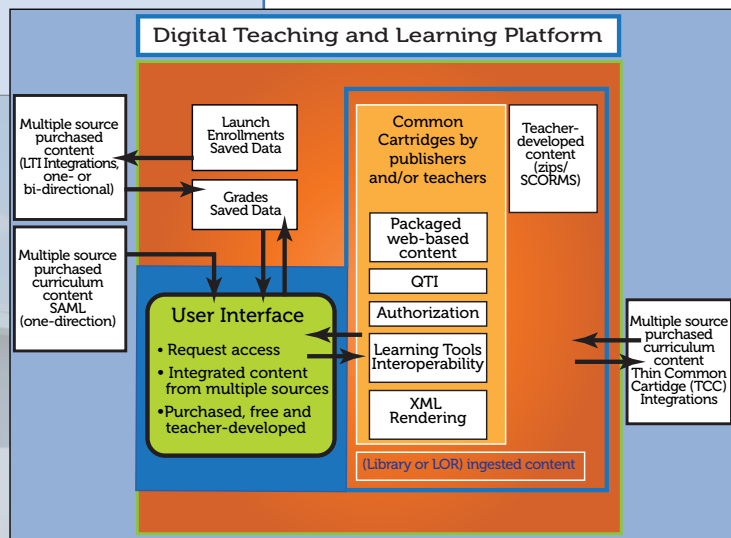 Digital Teaching and Learning Platform
Multiple source
purchased
content
(LTI Integrations,
one- or
bi-directional)
Launch
Enrollments
Saved Data
Grades
Saved Data
Multiple source
purchased
curriculum
content
SAML
(one-direction)
User Interface
• Request access
• Integrated content
from multiple sources
•Purchased, free and
teacher-developed
Common
Cartridges by
publishers
and/or teachers
Packaged
web-based
content
QTI
Authorization
Learning Tools
Interoperability
XML
Rendering
(Library or LOR) ingested content
Teacher-
developed
content
(zips/
SCORMS)
Multiple source
purchased
curriculum
content
Thin Common
Cartidge (TCC)
Integrations